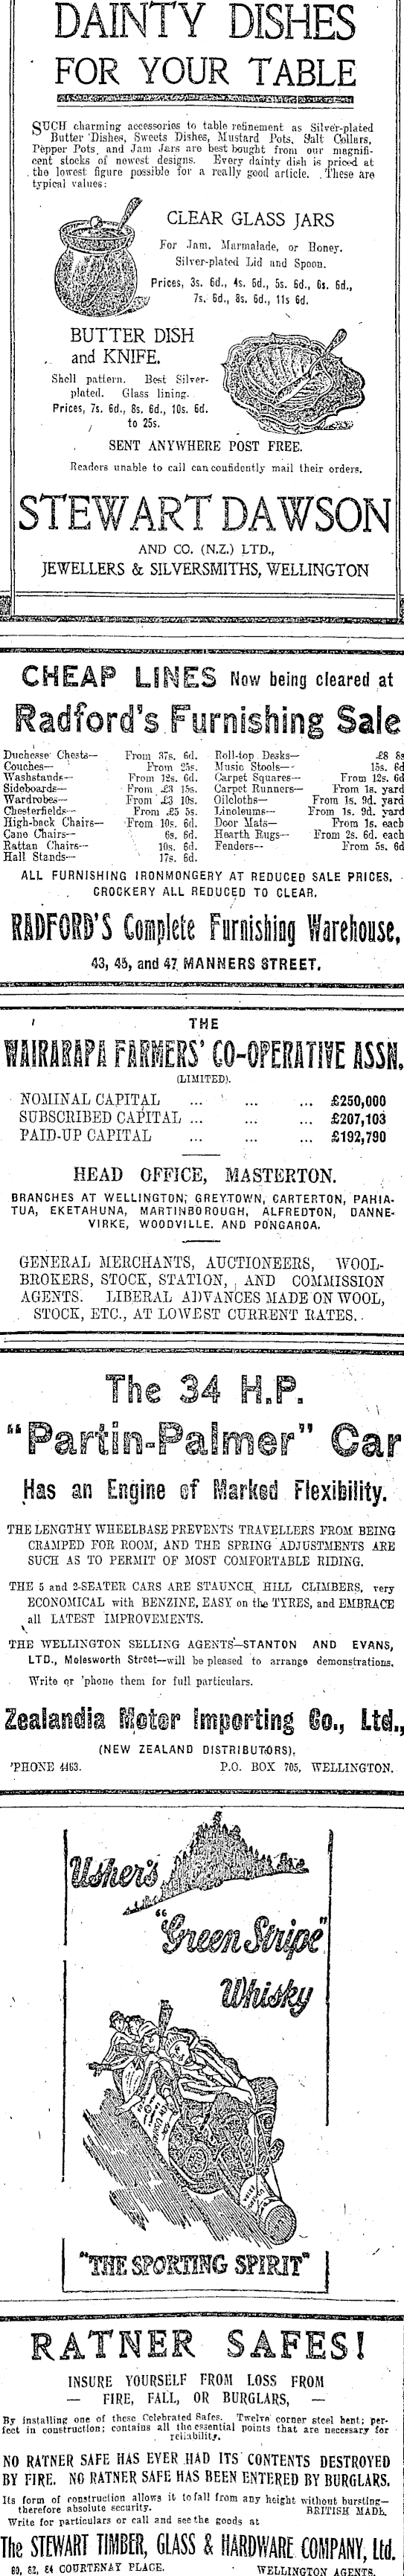 DAINTY DISHES
FOR YOUR TABLE
SUCH charming accessories to table refinement as Silver-plated
Butter Dishes, Sweets Dishes, Mustard Pots, Salt Cellars,
Pepper Pots, and Jam Jars are best bought from our magnifi-
cent stocks of newest designs. Every dainty dish is priced at
the lowest figure possible for a really good article. These are
typical values:
CLEAR GLASS JARS
For Jam, Marmalade, or Honey.
Silver-plated Lid and Spoon.
Prices, 3s. 6d., 4s. 6d., 5s. 6d., 6s. 6d.,
7s. 6d., 8s. 6d., 11s 6d.
BUTTER DISH
and KNIFE.
Shell pattern. Best Silver-
plated. Glass lining.
Prices, 7s. 6d., 8s. 6d., 10s. 6d.
to 25s.
SENT ANYWHERE POST FREE.
Readers unable to call can confidently mail their orders.
STEWART DAWSON
AND CO. (N.Z.) LTD.,
JEWELLERS & SILVERSMITHS, WELLINGTON
CHEAP LINES Now being cleared at
Radford's Furnishing Sale
Duchesse Chests— From 37s. 6d. Roll-top Desks— £8 8s
Couches— From 25s. Music Stools— 15s. 6d
Washstands— From 12s. 6d. Carpet Squares— From 12s. 6d
Sideboards— From £3 15s. Carpet Runners— From 1s. yard
Wardrobes— From £3 10s. Oilcloths— From 1s. 9d. yard
Chesterfields— From £5 5s. Linoleums— From 1s. 9d. yard
High-back Chairs— From 10s. 6d. Door Mats— From 1s. each
Cane Chairs— 6s. 6d. Hearth Rugs— From 2s. 6d. each
Rattan Chairs— 10s. 6d. Fenders— From 5s. 6d
Hall Stands— 17s. 6d.
ALL FURNISHING IRONMONGERY AT REDUCED SALE PRICES.
CROCKERY ALL REDUCED TO CLEAR.
RADFORD'S Complete Furnishing Warehouse,
43, 45, and 47 MANNERS STREET.
THE
WAIRARAPA FARMERS' CO-OPERATIVE ASSN.
(LIMITED).
NOMINAL CAPITAL ... ... ... £250,000
SUBSCRIBED CAPITAL ... ... ... £207,103
PAID-UP CAPITAL ... ... ... £192,790
HEAD OFFICE, MASTERTON.
BRANCHES AT WELLINGTON, GREYTOWN, CARTERTON, PAHIA-
TUA, EKETAHUNA, MARTINBOROUGH, ALFREDTON, DANNE-
VIRKE, WOODVILLE. AND PONGAROA.
GENERAL MERCHANTS, AUCTIONEERS, WOOL-
BROKERS, STOCK, STATION, AND COMMISSION
AGENTS. LIBERAL ADVANCES MADE ON WOOL,
STOCK, ETC., AT LOWEST CURRENT RATES.
The 34 H.P.
"Partin-Palmer" Car
Has an Engine of Marked Flexibility.
THE LENGTHY WHEELBASE PREVENTS TRAVELLERS FROM BEING
CRAMPED FOR ROOM, AND THE SPRING ADJUSTMENTS ARE
SUCH AS TO PERMIT OF MOST COMFORTABLE RIDING.
THE 5 and 2-SEATER CARS ARE STAUNCH HILL CLIMBERS, very
ECONOMICAL with BENZINE, EASY on the TYRES, and EMBRACE
all LATEST IMPROVEMENTS.
THE WELLINGTON SELLING AGENTS—STANTON AND EVANS,
LTD., Molesworth Street—will be pleased to arrange demonstrations.
Write or 'phone them for full particulars.
Zealandia Motor Importing Co., Ltd.,
(NEW ZEALAND DISTRIBUTORS),
'PHONE 4463. P.O. BOX 705, WELLINGTON.
Usher's
"Green Stripe"
Whisky
"THE SPORTING SPIRIT"
RATNER SAFES!
INSURE YOURSELF FROM LOSS FROM
— FIRE, FALL, OR BURGLARS, —
By installing one of these Celebrated Safes. Twelve corner steel bent; per-
fect in construction; contains all the essential points that are necessary for
reliability.
NO RATNER SAFE HAS EVER HAD ITS CONTENTS DESTROYED
BY FIRE. NO RATNER SAFE HAS BEEN ENTERED BY BURGLARS.
Its form of construction allows it to fall from any height without bursting—
therefore absolute security. BRITISH MADE.
Write for particulars or call and see the goods at
The STEWART TIMBER, GLASS & HARDWARE COMPANY, Ltd.
80, 82, 84 COURTENAY PLACE. WELLINGTON AGENTS.